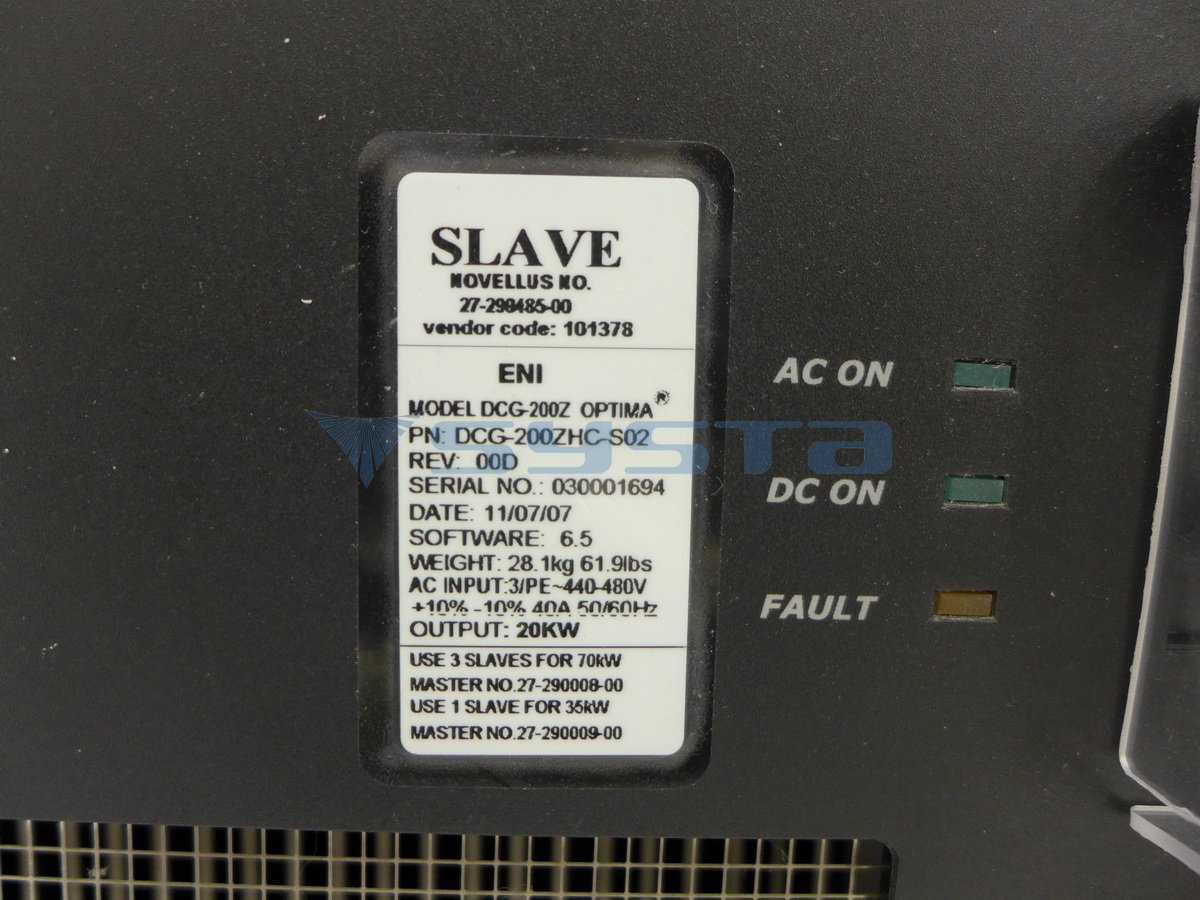 SLAVE
NOVELLUS NO.
27-290485-00
vendor code: 101378
ENI
MODEL DCG-200Z OPTIMA®
PN: DCG-200ZHC-S02
REV: 00D
SERIAL NO.: 030001694
DATE: 11/07/07
SOFTWARE: 6.5
WEIGHT: 28.1kg 61.9lbs
AC INPUT:3/PE~440-480V
+10% -10% 40A 50/60Hz
OUTPUT: 20KW
USE 3 SLAVES FOR 70kW
MASTER NO.27-290008-00
USE 1 SLAVE FOR 35kW
MASTER NO.27-290009-00
AC ON
DC ON
FAULT
systa